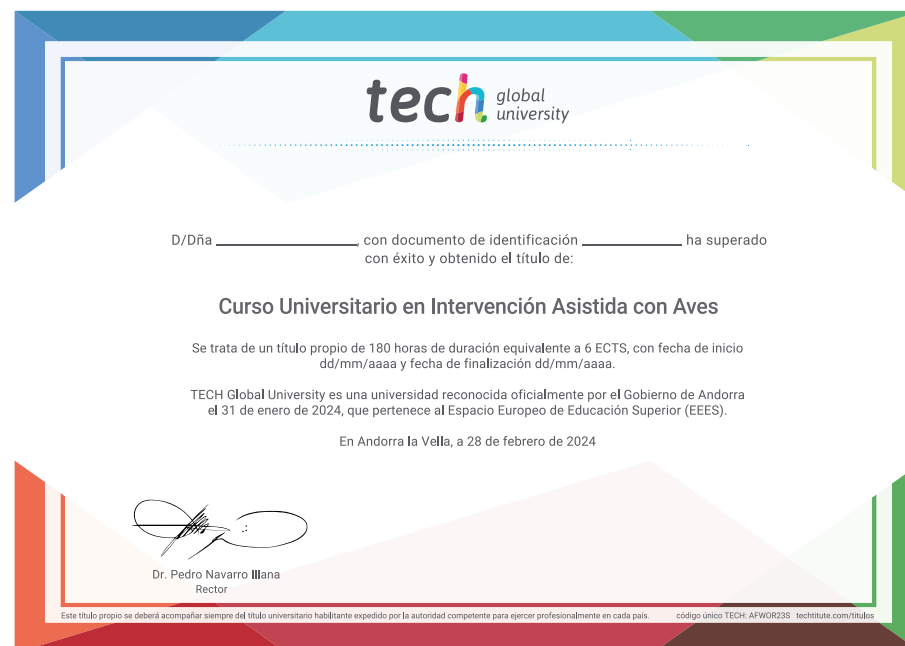 tech global university
D/Dña ____________, con documento de identificación ____________ ha superado
con éxito y obtenido el título de:
Curso Universitario en Intervención Asistida con Aves
Se trata de un título propio de 180 horas de duración equivalente a 6 ECTS, con fecha de inicio
dd/mm/aaaa y fecha de finalización dd/mm/aaaa.
TECH Global University es una universidad reconocida oficialmente por el Gobierno de Andorra
el 31 de enero de 2024, que pertenece al Espacio Europeo de Educación Superior (EEES).
En Andorra la Vella, a 28 de febrero de 2024
Dr. Pedro Navarro Illana
Rector
Este título propio se deberá acompañar siempre del título universitario habilitante expedido por la autoridad competente para ejercer profesionalmente en cada país. código único TECH: AFWOR23S techtitute.com/titulos